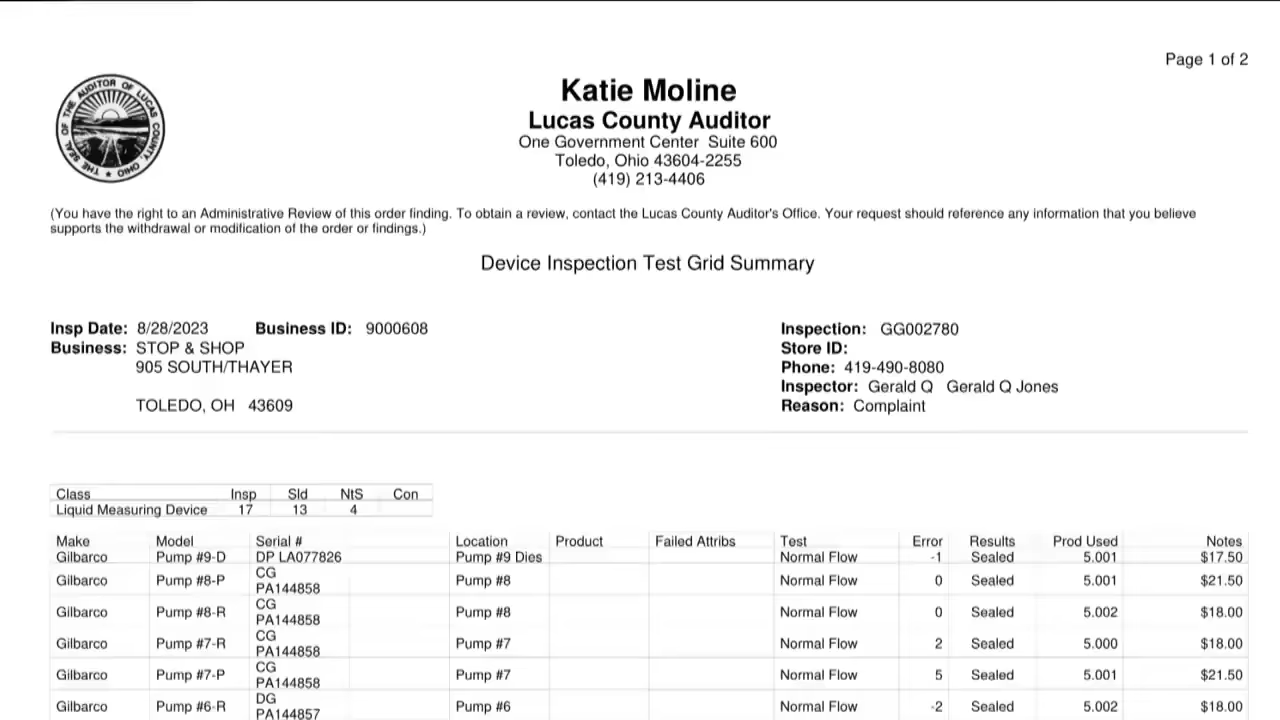 Page 1 of 2
THE SEAL OF THE AUDITOR OF LUCAS COUNTY, OHIO
Katie Moline
Lucas County Auditor
One Government Center Suite 600
Toledo, Ohio 43604-2255
(419) 213-4406
(You have the right to an Administrative Review of this order finding. To obtain a review, contact the Lucas County Auditor's Office. Your request should reference any information that you believe
supports the withdrawal or modification of the order or findings.)
Device Inspection Test Grid Summary
Insp Date: 8/28/2023 Business ID: 9000608
Business: STOP & SHOP
905 SOUTH/THAYER
TOLEDO, OH 43609
Inspection: GG002780
Store ID:
Phone: 419-490-8080
Inspector: Gerald Q Gerald Q Jones
Reason: Complaint
Class Insp Sld NtS Con
Liquid Measuring Device 17 13 4
Make Model Serial # Location Product Failed Attribs Test Error Results Prod Used Notes
Gilbarco Pump #9-D DP LA077826 Pump #9 Dies Normal Flow -1 Sealed 5.001 $17.50
Gilbarco Pump #8-P CG PA144858 Pump #8 Normal Flow 0 Sealed 5.001 $21.50
Gilbarco Pump #8-R CG PA144858 Pump #8 Normal Flow 0 Sealed 5.002 $18.00
Gilbarco Pump #7-R CG PA144858 Pump #7 Normal Flow 2 Sealed 5.000 $18.00
Gilbarco Pump #7-P CG PA144858 Pump #7 Normal Flow 5 Sealed 5.001 $21.50
Gilbarco Pump #6-R DG PA144857 Pump #6 Normal Flow -2 Sealed 5.002 $18.00